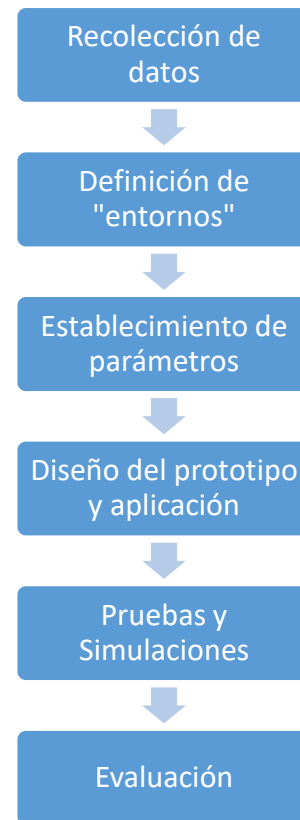 Recolección de
datos
Definición de
"entornos"
Establecimiento de
parámetros
Diseño del prototipo
y aplicación
Pruebas y
Simulaciones
Evaluación